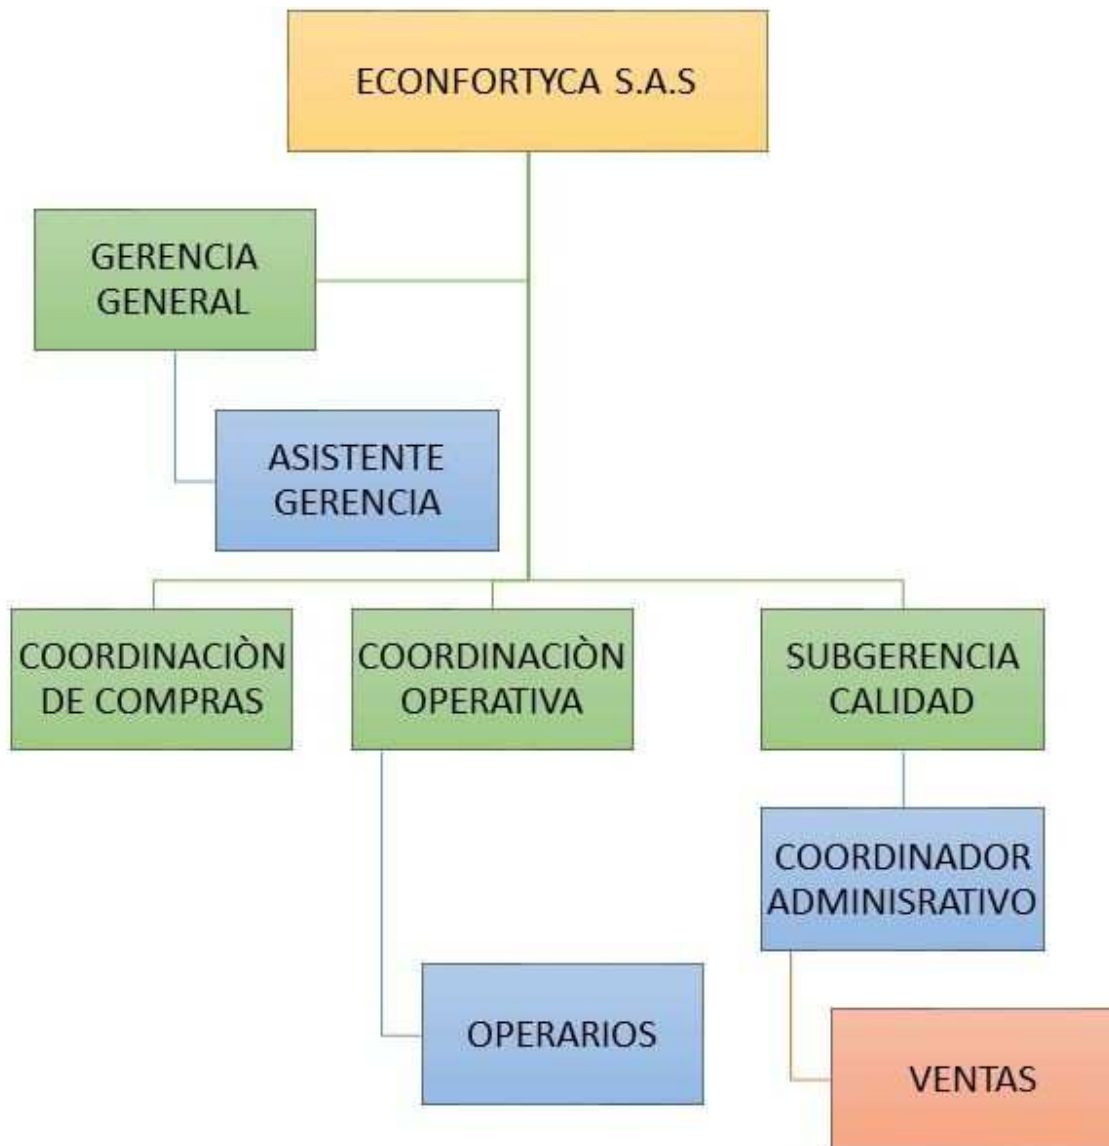 ECONFORTYCA S.A.S
GERENCIA
GENERAL
ASISTENTE
GERENCIA
COORDINACIÒN
DE COMPRAS
COORDINACIÒN
OPERATIVA
SUBGERENCIA
CALIDAD
COORDINADOR
ADMINISRATIVO
OPERARIOS
VENTAS